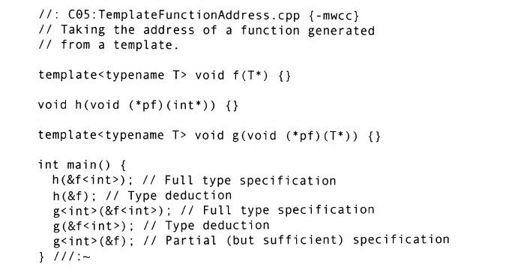 //: C05:TemplateFunctionAddress.cpp {-mwcc}
// Taking the address of a function generated
// from a template.
template<typename T> void f(T*) {}
void h(void (*pf)(int*)) {}
template<typename T> void g(void (*pf)(T*)) {}
int main() {
h(&f<int>); // Full type specification
h(&f); // Type deduction
g<int>(&f<int>); // Full type specification
g(&f<int>); // Type deduction
g<int>(&f); // Partial (but sufficient) specification
} ///:~